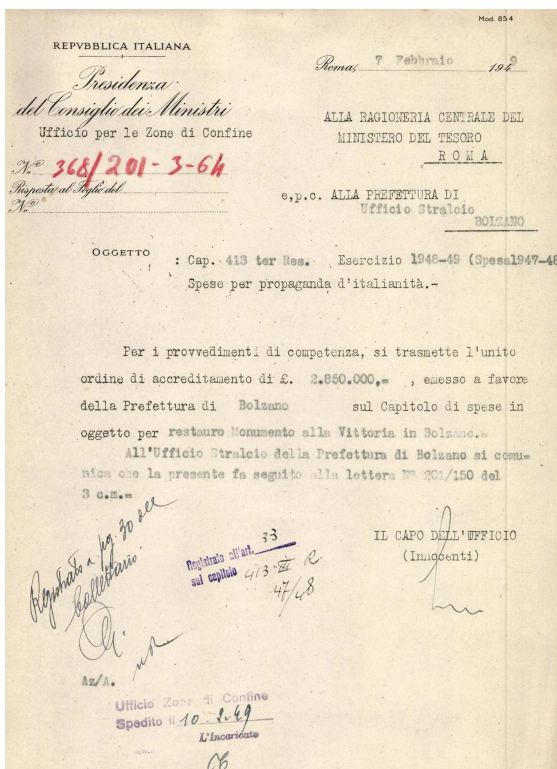 Mod. 854
REPVBBLICA ITALIANA
Presidenza
del Consiglio dei Ministri
Ufficio per le Zone di Confine
N.º 368/201-3-64
Risposta al Foglio del
N.º
Roma, 7 Febbraio 1949
ALLA RAGIONERIA CENTRALE DEL
MINISTERO DEL TESORO
R O M A
e,p.c. ALLA PREFETTURA DI
Ufficio Stralcio
BOLZANO
OGGETTO : Cap. 413 ter Res. Esercizio 1948-49 (Spesa1947-48
Spese per propaganda d'italianità.-
Per i provvedimenti di competenza, si trasmette l'unito
ordine di accreditamento di £. 2.850.000,= , emesso a favore
della Prefettura di Bolzano sul Capitolo di spese in
oggetto per restauro Monumento alla Vittoria in Bolzano.=
All'Ufficio Stralcio della Prefettura di Bolzano si comu=
nica che la presente fa seguito alla lettera Nº 201/150 del
3 c.m.=
IL CAPO DELL'UFFICIO
(Innocenti)
Registrato a pg. 30 del
Collettario.
Registrato all'art. 33
sul capitolo 413-III R
47/48
Az/A.
Ufficio Zone di Confine
Spedito il 10.2.49
L'Incaricato